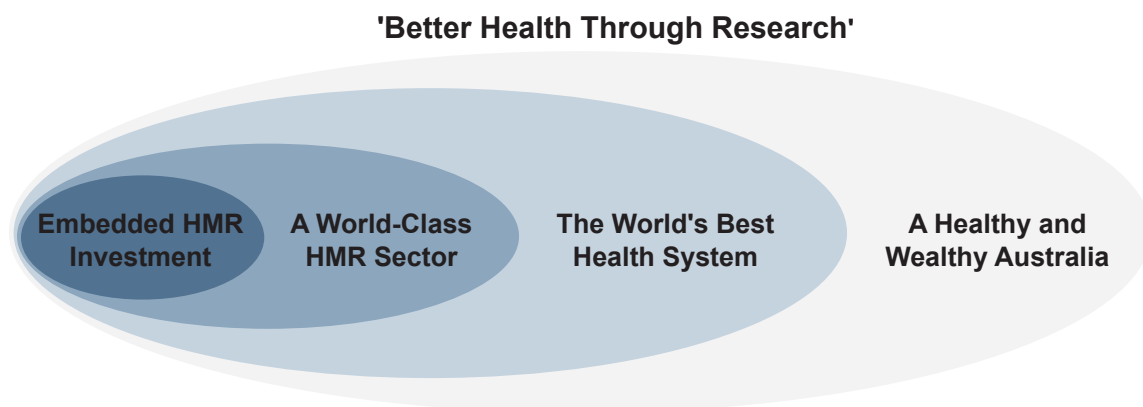 'Better Health Through Research'
Embedded HMR
Investment
A World-Class
HMR Sector
The World's Best
Health System
A Healthy and
Wealthy Australia